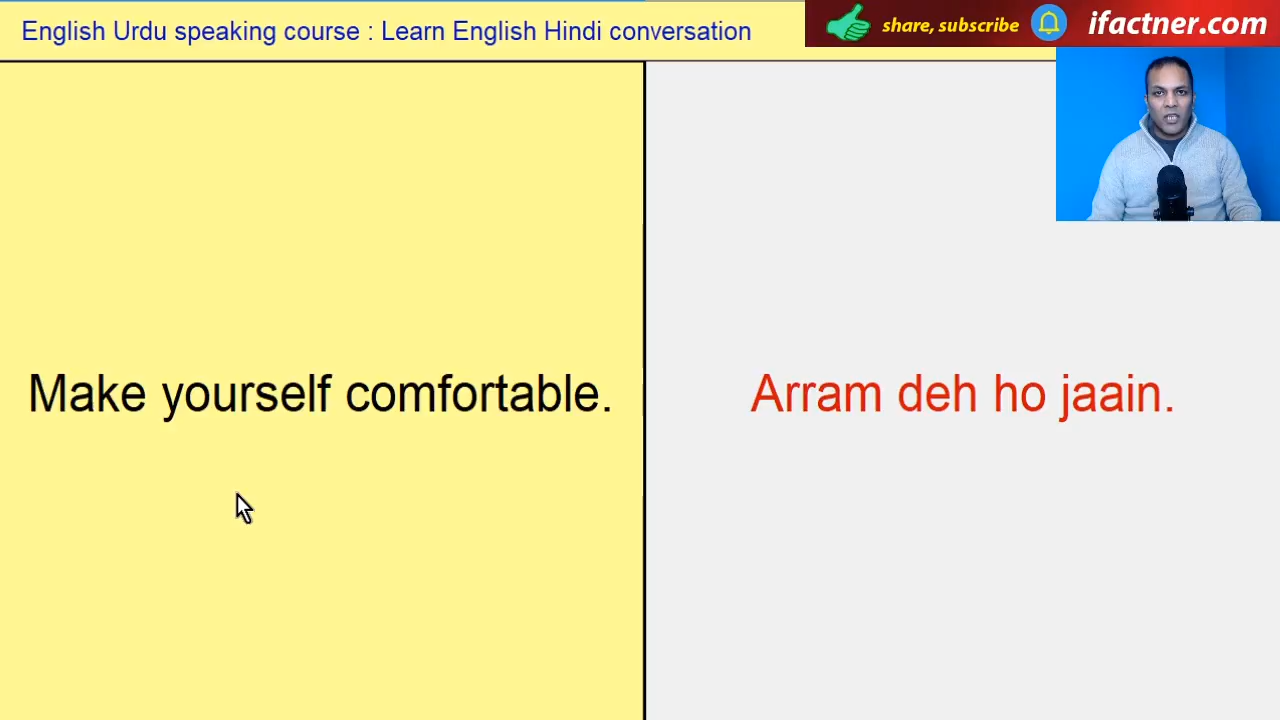 English Urdu speaking course : Learn English Hindi conversation
share, subscribe
ifactner.com
Make yourself comfortable.
Arram deh ho jaain.